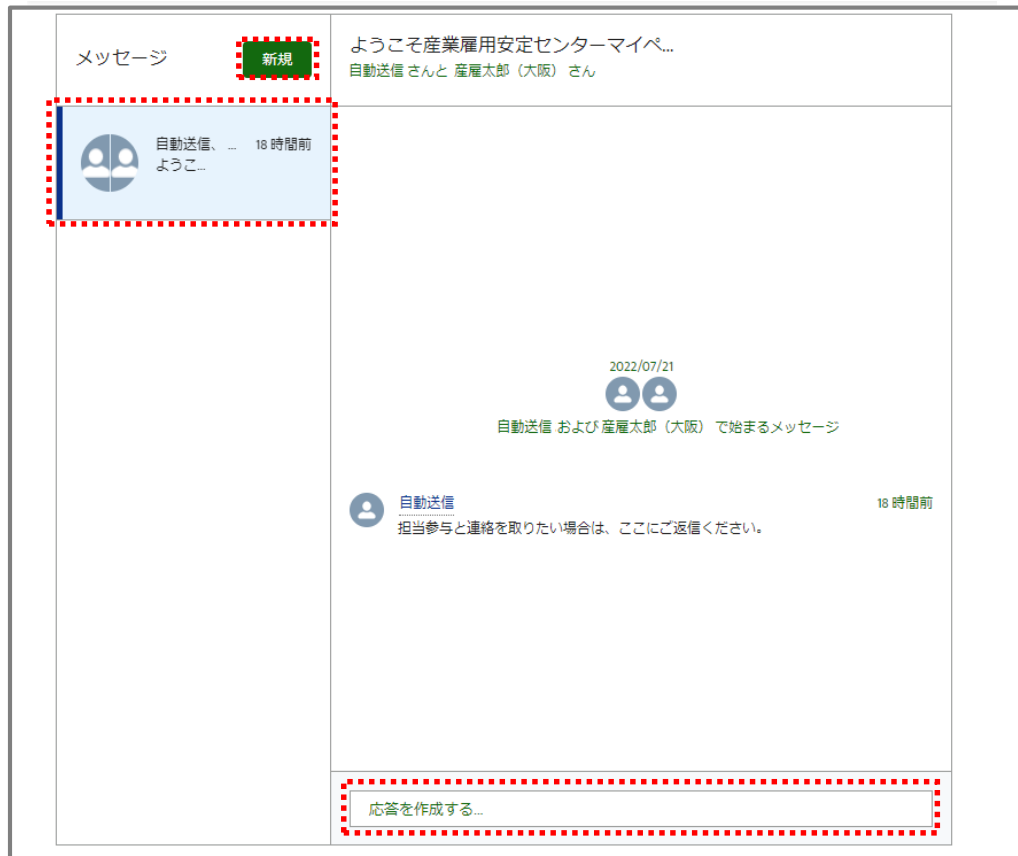 メッセージ
新規
ようこそ産業雇用安定センターマイペ...
自動送信 さんと 産雇太郎（大阪） さん
自動送信、 ... 18 時間前
ようこ...
2022/07/21
自動送信 および 産雇太郎（大阪） で始まるメッセージ
自動送信 18 時間前
担当参与と連絡を取りたい場合は、ここにご返信ください。
応答を作成する...